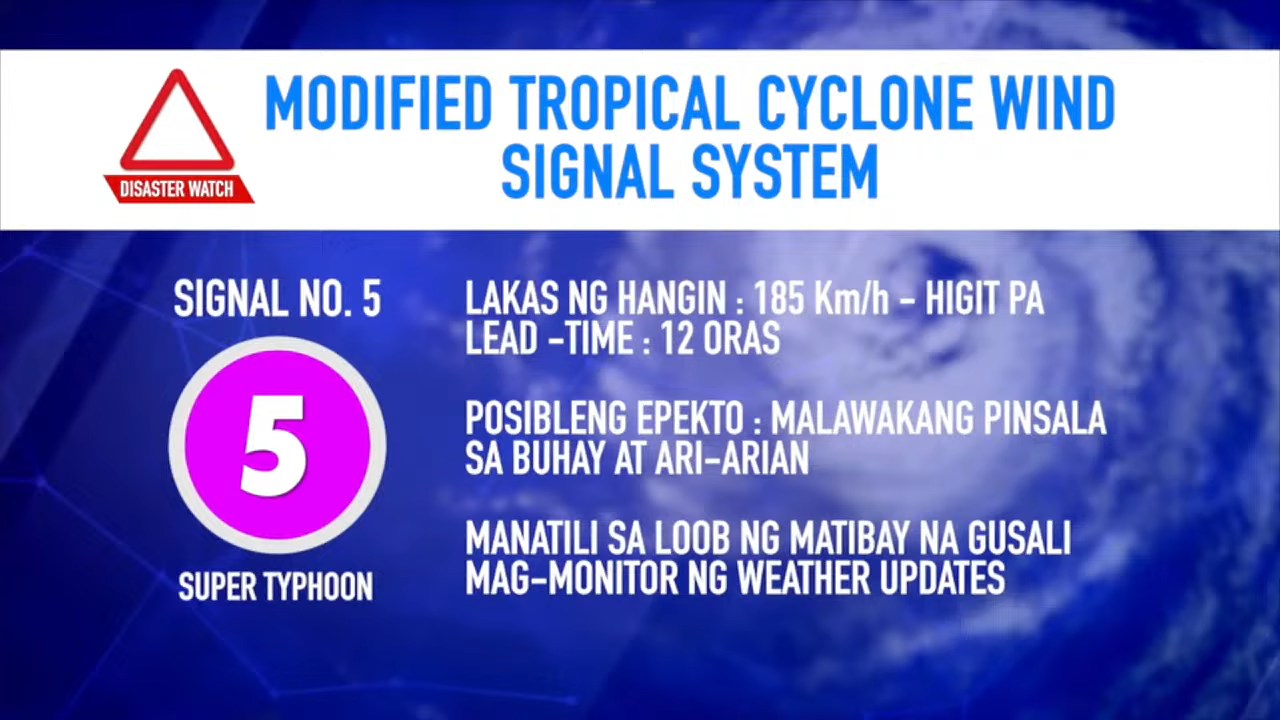 MODIFIED TROPICAL CYCLONE WIND
SIGNAL SYSTEM
DISASTER WATCH
SIGNAL NO. 5
5
SUPER TYPHOON
LAKAS NG HANGIN : 185 Km/h - HIGIT PA
LEAD -TIME : 12 ORAS
POSIBLENG EPEKTO : MALAWAKANG PINSALA
SA BUHAY AT ARI-ARIAN
MANATILI SA LOOB NG MATIBAY NA GUSALI
MAG-MONITOR NG WEATHER UPDATES